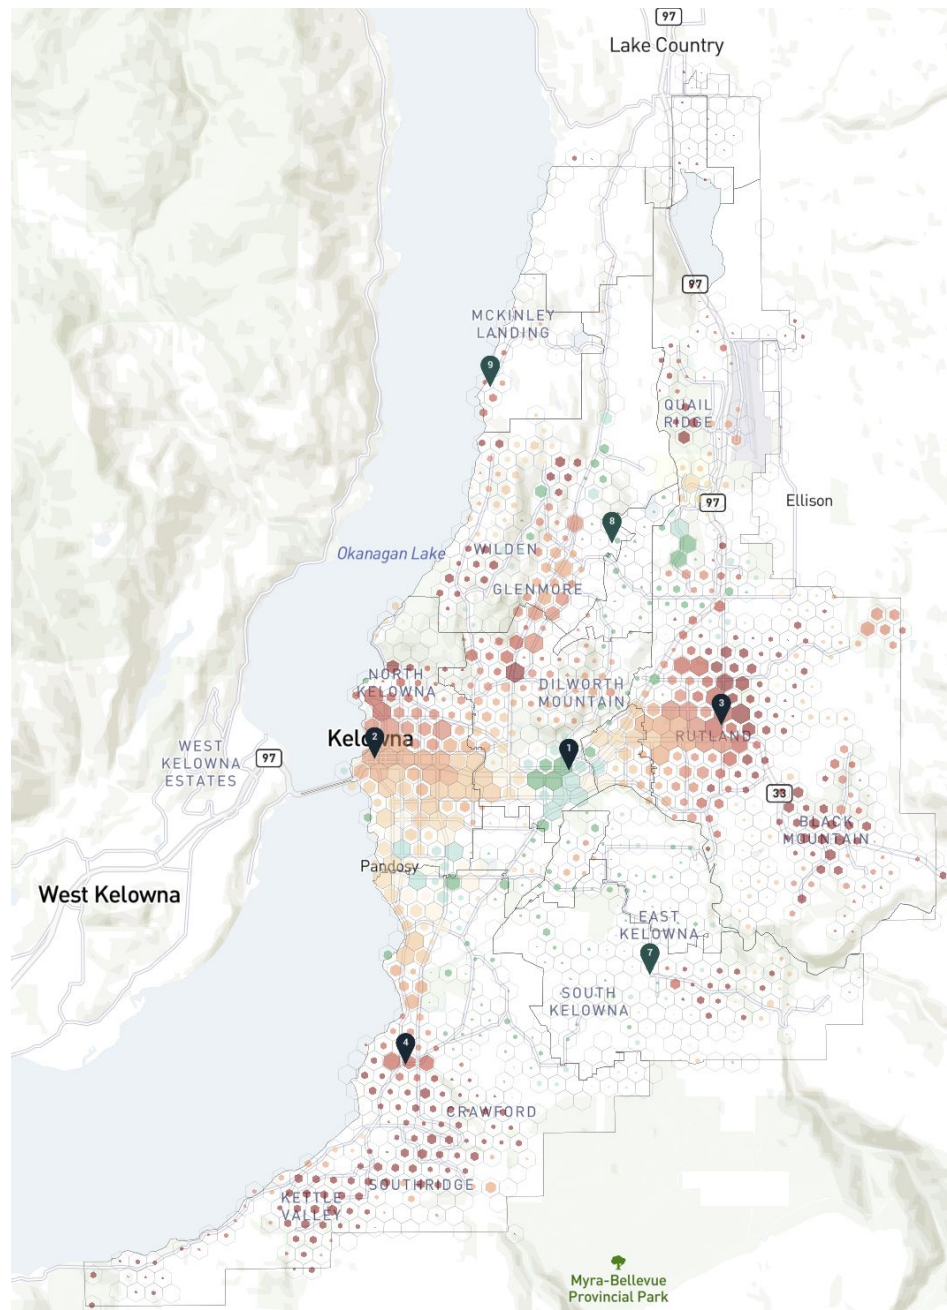 97
Lake Country
97
MCKINLEY
LANDING
9
QUAIL
RIDGE
97
Ellison
8
Okanagan Lake
WILDEN
GLENMORE
NORTH
KELOWNA
DILWORTH
MOUNTAIN
3
RUTLAND
2
Kelowna
1
WEST
KELOWNA
ESTATES
97
33
BLACK
MOUNTAIN
Pandosy
West Kelowna
EAST
KELOWNA
7
SOUTH
KELOWNA
4
CRAWFORD
SOUTHRIDGE
KETTLE
VALLEY
Myra-Bellevue
Provincial Park